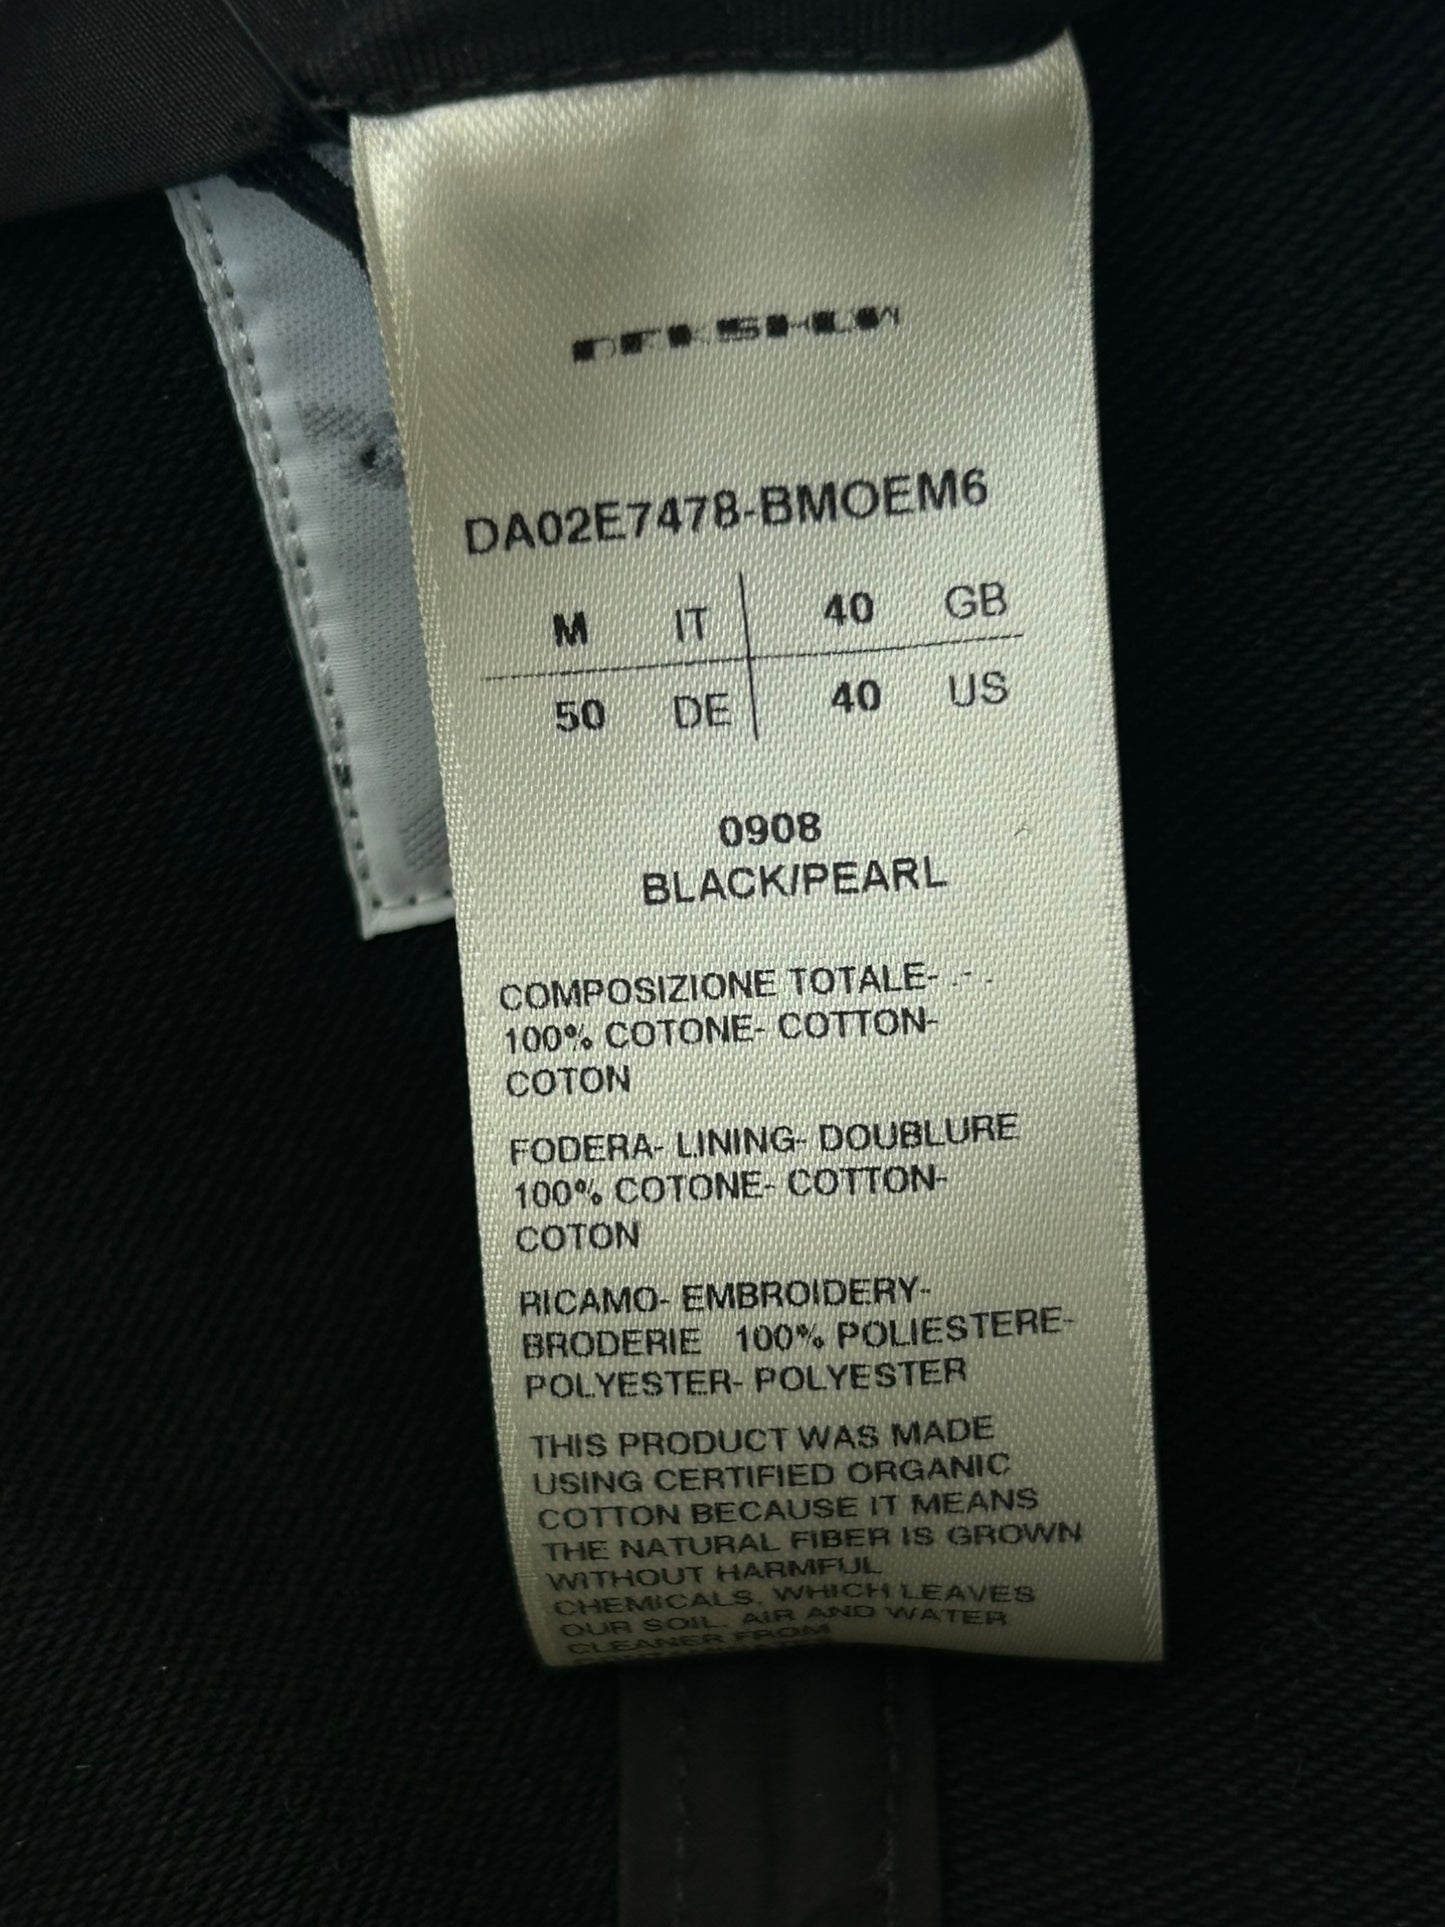 DRKSHDW
DA02E7478-BMOEM6
M IT 40 GB
50 DE 40 US
0908
BLACK/PEARL
COMPOSIZIONE TOTALE- .- .
100% COTONE- COTTON-
COTON
FODERA- LINING- DOUBLURE
100% COTONE- COTTON-
COTON
RICAMO- EMBROIDERY-
BRODERIE 100% POLIESTERE-
POLYESTER- POLYESTER
THIS PRODUCT WAS MADE
USING CERTIFIED ORGANIC
COTTON BECAUSE IT MEANS
THE NATURAL FIBER IS GROWN
WITHOUT HARMFUL
CHEMICALS, WHICH LEAVES
OUR SOIL, AIR AND WATER
CLEANER FROM